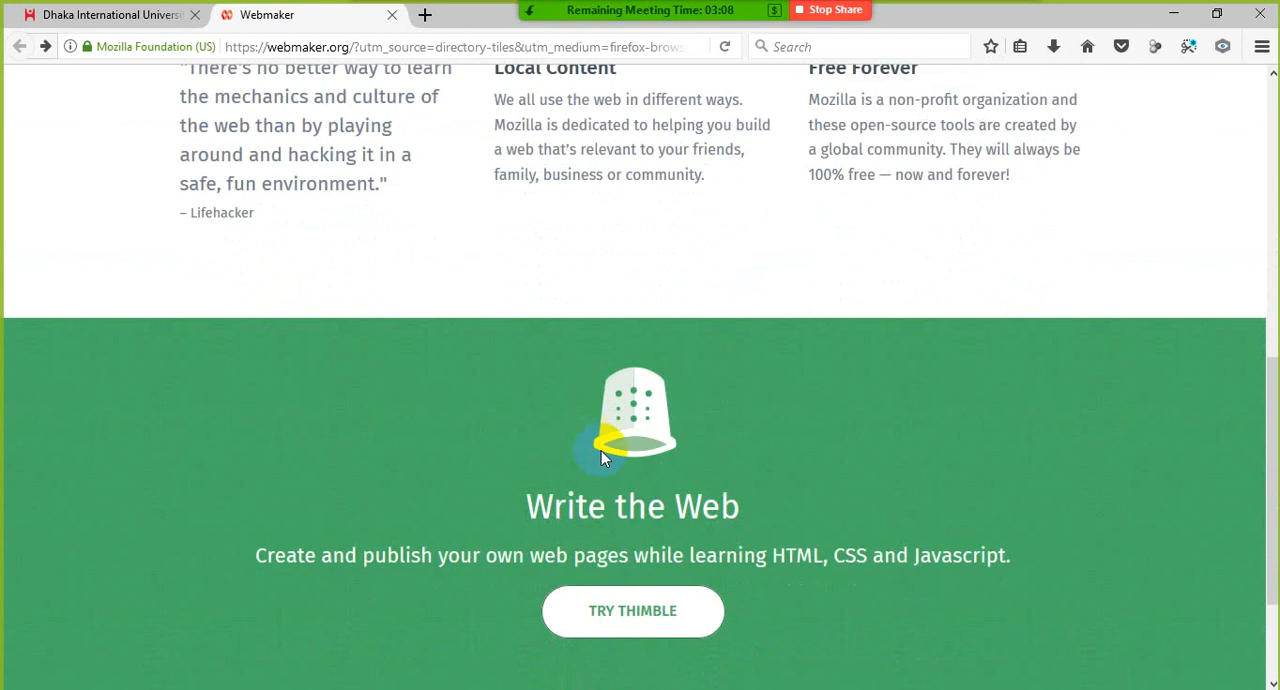 Dhaka International Universi
Webmaker
Remaining Meeting Time: 03:08
$
Stop Share
Mozilla Foundation (US)
https://webmaker.org/?utm_source=directory-tiles&utm_medium=firefox-brows
Search
"There's no better way to learn
the mechanics and culture of
the web than by playing
around and hacking it in a
safe, fun environment."
– Lifehacker
Local Content
We all use the web in different ways.
Mozilla is dedicated to helping you build
a web that's relevant to your friends,
family, business or community.
Free Forever
Mozilla is a non-profit organization and
these open-source tools are created by
a global community. They will always be
100% free — now and forever!
Write the Web
Create and publish your own web pages while learning HTML, CSS and Javascript.
TRY THIMBLE